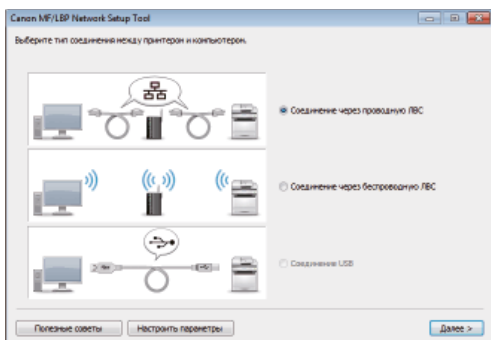 Canon MF/LBP Network Setup Tool
Выберите тип соединения между принтером и компьютером.
Соединение через проводную ЛВС
Соединение через беспроводную ЛВС
Соединение USB
Полезные советы
Настроить параметры
Далее >